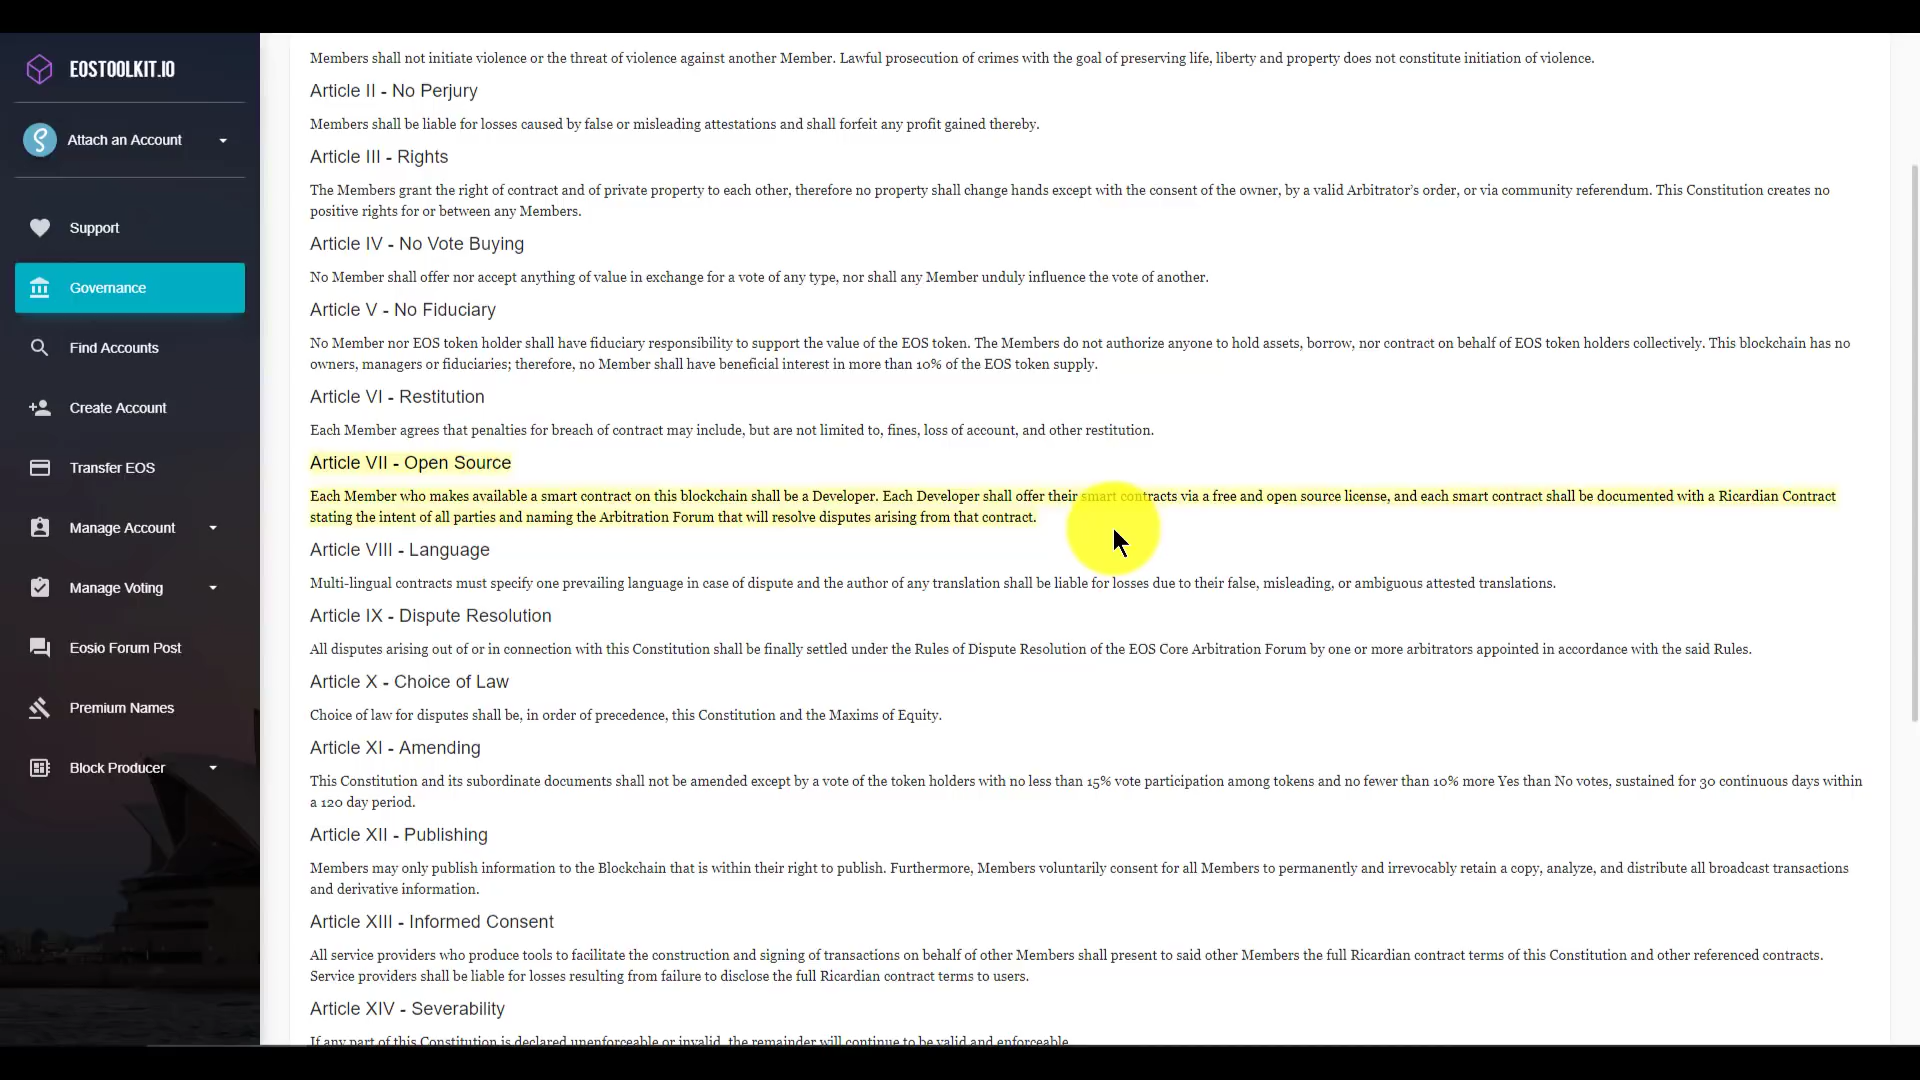 EOSTOOLKIT.IO
Attach an Account
Support
Governance
Find Accounts
Create Account
Transfer EOS
Manage Account
Manage Voting
Eosio Forum Post
Premium Names
Block Producer
Members shall not initiate violence or the threat of violence against another Member. Lawful prosecution of crimes with the goal of preserving life, liberty and property does not constitute initiation of violence.
Article II - No Perjury
Members shall be liable for losses caused by false or misleading attestations and shall forfeit any profit gained thereby.
Article III - Rights
The Members grant the right of contract and of private property to each other, therefore no property shall change hands except with the consent of the owner, by a valid Arbitrator's order, or via community referendum. This Constitution creates no
positive rights for or between any Members.
Article IV - No Vote Buying
No Member shall offer nor accept anything of value in exchange for a vote of any type, nor shall any Member unduly influence the vote of another.
Article V - No Fiduciary
No Member nor EOS token holder shall have fiduciary responsibility to support the value of the EOS token. The Members do not authorize anyone to hold assets, borrow, nor contract on behalf of EOS token holders collectively. This blockchain has no
owners, managers or fiduciaries; therefore, no Member shall have beneficial interest in more than 10% of the EOS token supply.
Article VI - Restitution
Each Member agrees that penalties for breach of contract may include, but are not limited to, fines, loss of account, and other restitution.
Article VII - Open Source
Each Member who makes available a smart contract on this blockchain shall be a Developer. Each Developer shall offer their smart contracts via a free and open source license, and each smart contract shall be documented with a Ricardian Contract
stating the intent of all parties and naming the Arbitration Forum that will resolve disputes arising from that contract.
Article VIII - Language
Multi-lingual contracts must specify one prevailing language in case of dispute and the author of any translation shall be liable for losses due to their false, misleading, or ambiguous attested translations.
Article IX - Dispute Resolution
All disputes arising out of or in connection with this Constitution shall be finally settled under the Rules of Dispute Resolution of the EOS Core Arbitration Forum by one or more arbitrators appointed in accordance with the said Rules.
Article X - Choice of Law
Choice of law for disputes shall be, in order of precedence, this Constitution and the Maxims of Equity.
Article XI - Amending
This Constitution and its subordinate documents shall not be amended except by a vote of the token holders with no less than 15% vote participation among tokens and no fewer than 10% more Yes than No votes, sustained for 30 continuous days within
a 120 day period.
Article XII - Publishing
Members may only publish information to the Blockchain that is within their right to publish. Furthermore, Members voluntarily consent for all Members to permanently and irrevocably retain a copy, analyze, and distribute all broadcast transactions
and derivative information.
Article XIII - Informed Consent
All service providers who produce tools to facilitate the construction and signing of transactions on behalf of other Members shall present to said other Members the full Ricardian contract terms of this Constitution and other referenced contracts.
Service providers shall be liable for losses resulting from failure to disclose the full Ricardian contract terms to users.
Article XIV - Severability
If any part of this Constitution is declared unenforceable or invalid, the remainder will continue to be valid and enforceable.